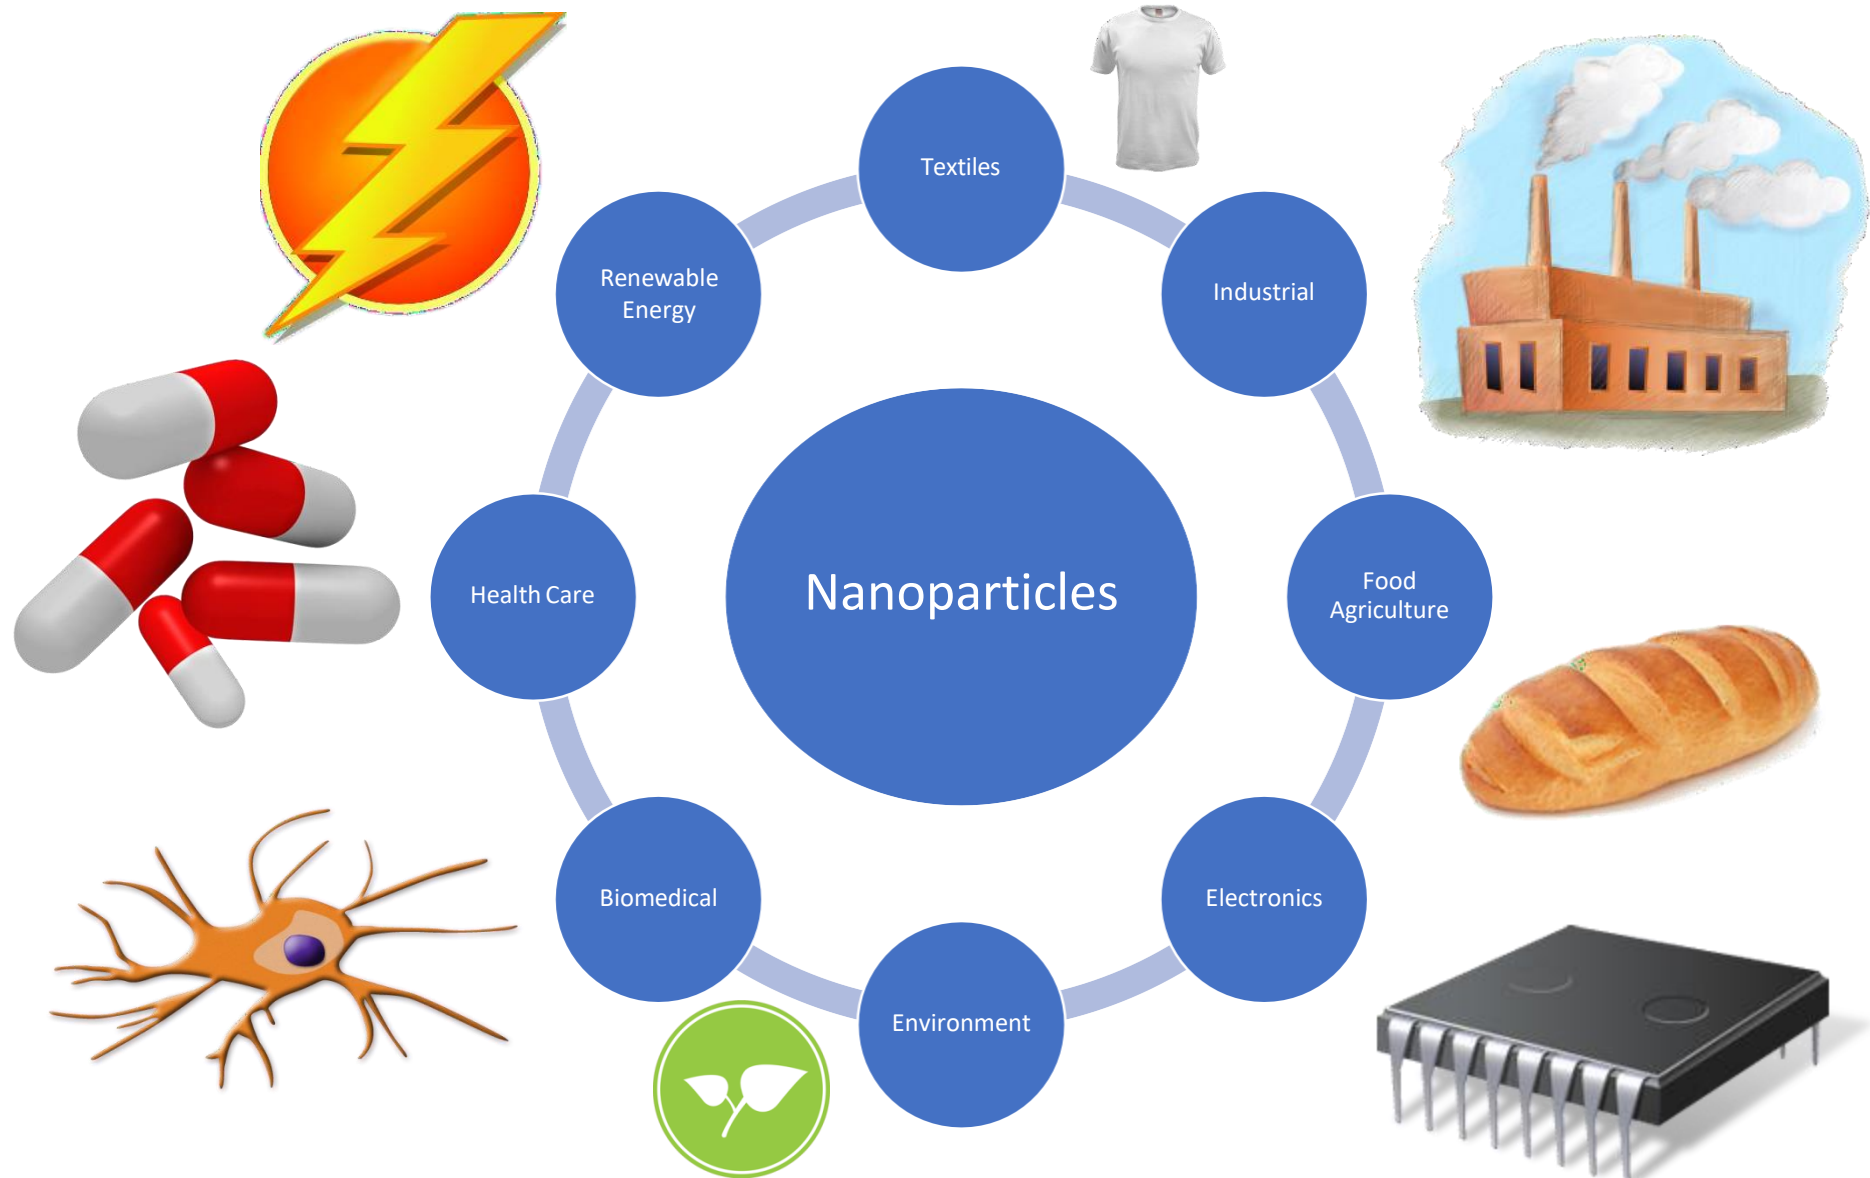 Textiles
Renewable
Energy
Industrial
Health Care
Nanoparticles
Food
Agriculture
Biomedical
Electronics
Environment